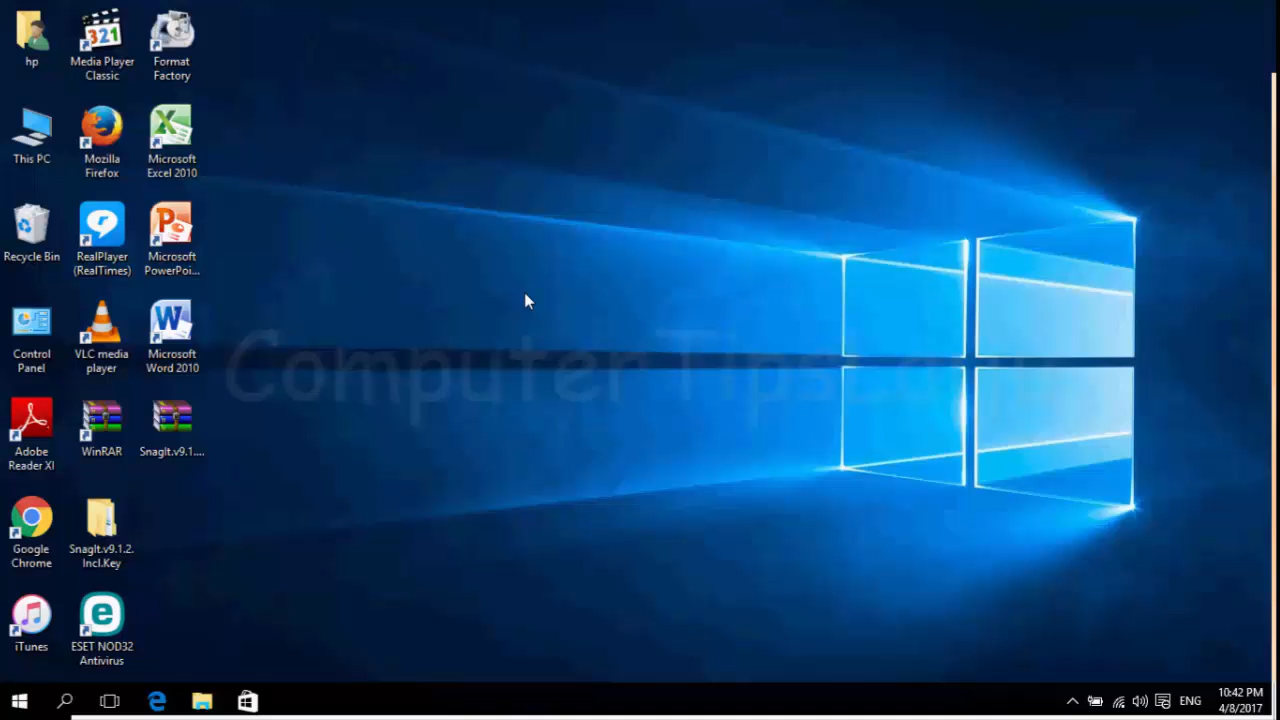 hp
Media Player
Classic
Format
Factory
This PC
Mozilla
Firefox
Microsoft
Excel 2010
Recycle Bin
RealPlayer
(RealTimes)
Microsoft
PowerPoi...
Control
Panel
VLC media
player
Microsoft
Word 2010
Adobe
Reader XI
WinRAR
SnagIt.v9.1....
Google
Chrome
SnagIt.v9.1.2.
Incl.Key
iTunes
ESET NOD32
Antivirus
321
Computer
ENG
10:42 PM
4/8/2017